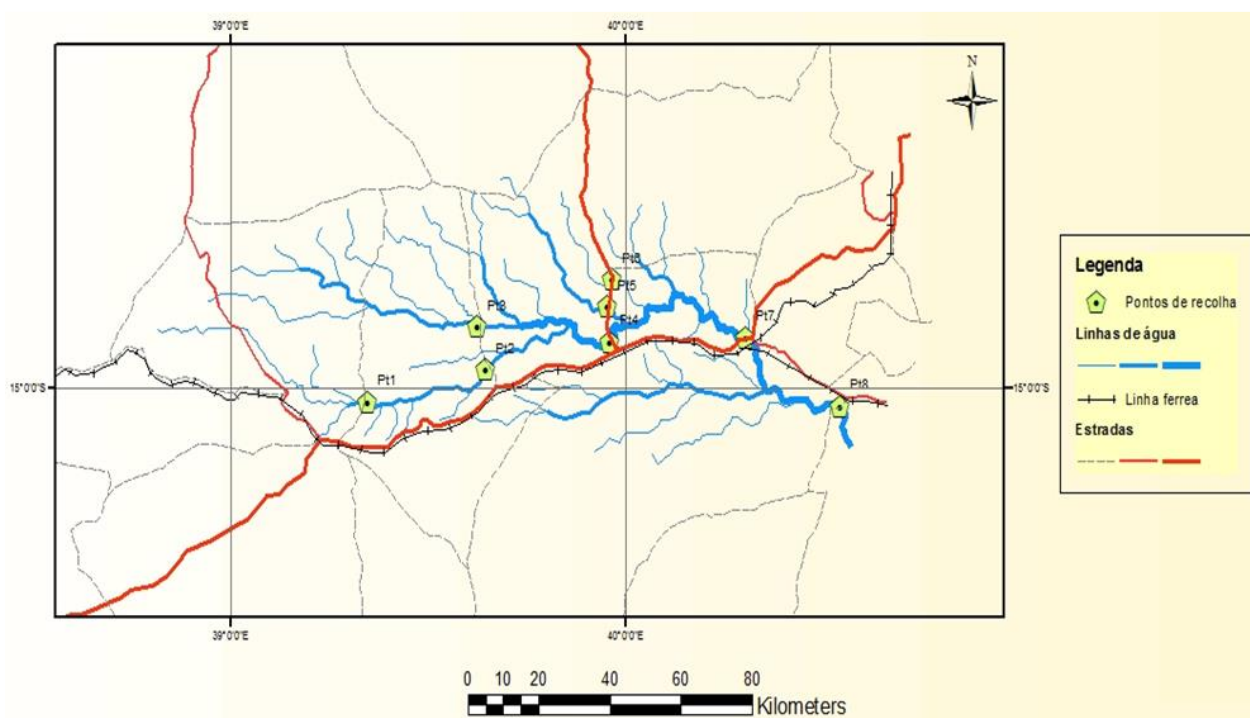 39°0'0"E
40°0'0"E
N
Pt6
Pt5
Pt3
Pt4
Pt7
Pt2
15°0'0"S
15°0'0"S
Pt1
Pt8
39°0'0"E
40°0'0"E
Legenda
Pontos de recolha
Linhas de água
Linha ferrea
Estradas
0 10 20 40 60 80
Kilometers